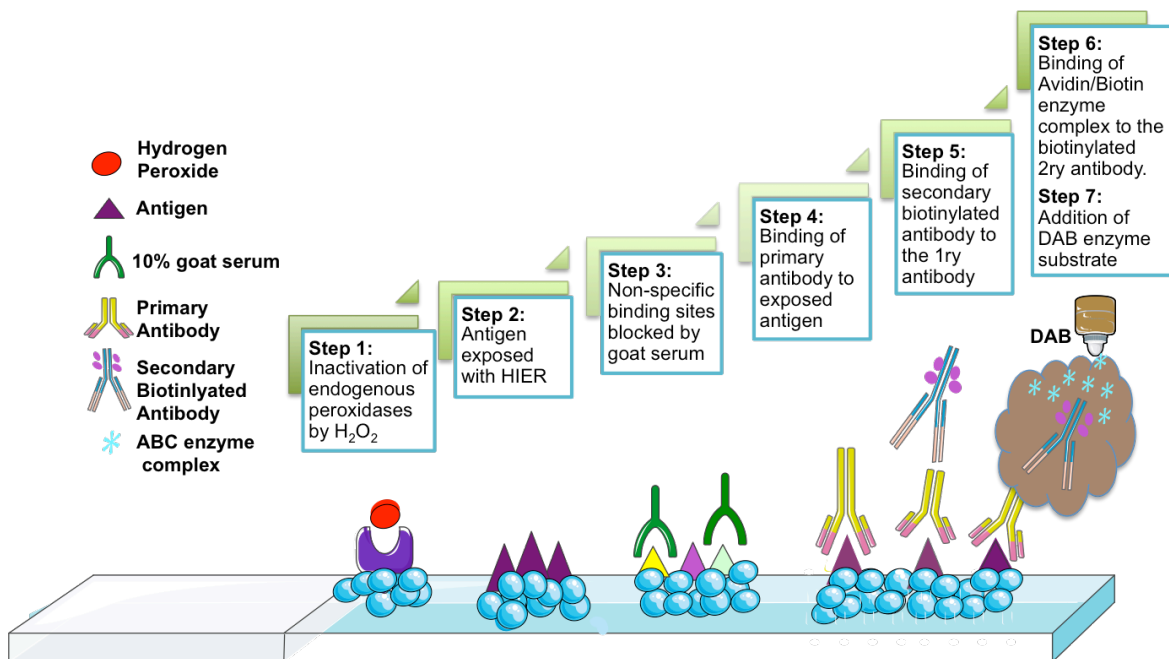 Hydrogen
Peroxide
Antigen
10% goat serum
Primary
Antibody
Secondary
Biotinlyated
Antibody
ABC enzyme
complex
Step 1:
Inactivation of
endogenous
peroxidases
by H₂O₂
Step 2:
Antigen
exposed
with HIER
Step 3:
Non-specific
binding sites
blocked by
goat serum
Step 4:
Binding of
primary
antibody to
exposed
antigen
Step 5:
Binding of
secondary
biotinylated
antibody to
the 1ry
antibody
Step 6:
Binding of
Avidin/Biotin
enzyme
complex to the
biotinylated
2ry antibody.
Step 7:
Addition of
DAB enzyme
substrate
DAB